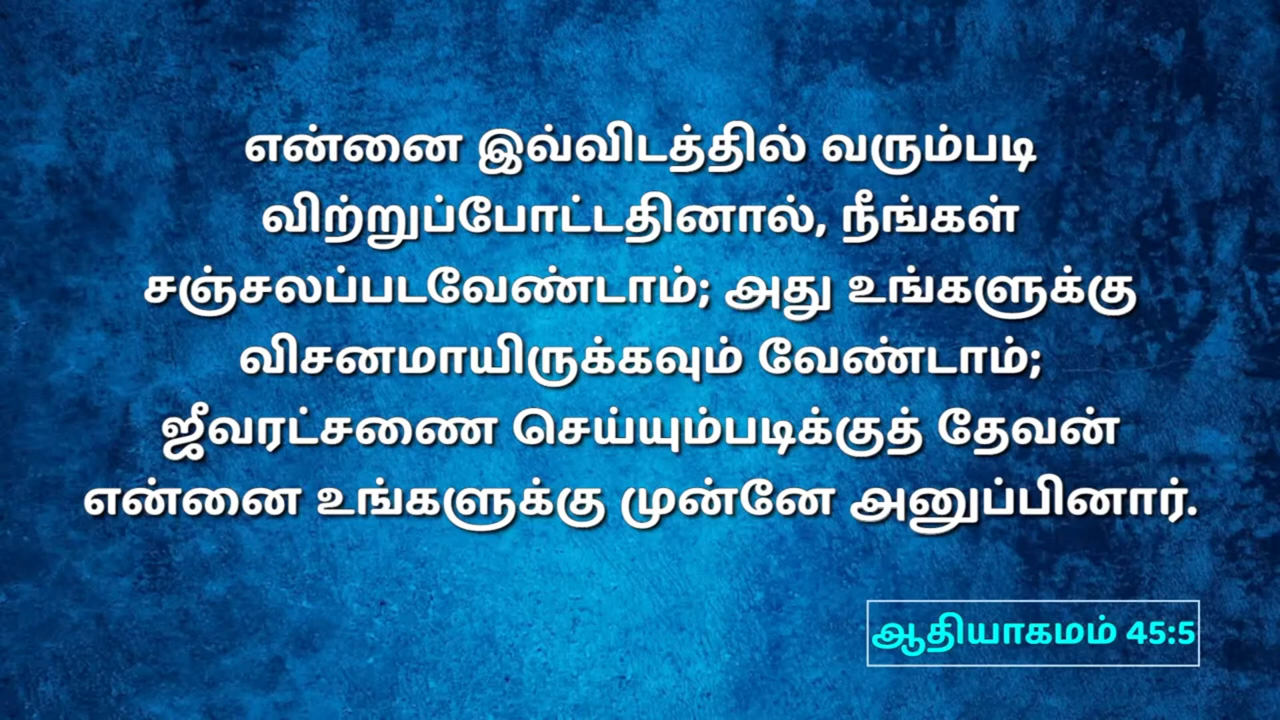 என்னை இவ்விடத்தில் வரும்படி
விற்றுப்போட்டதினால், நீங்கள்
சஞ்சலப்படவேண்டாம்; அது உங்களுக்கு
விசனமாயிருக்கவும் வேண்டாம்;
ஜீவரட்சணை செய்யும்படிக்குத் தேவன்
என்னை உங்களுக்கு முன்னே அனுப்பினார்.
ஆதியாகமம் 45:5